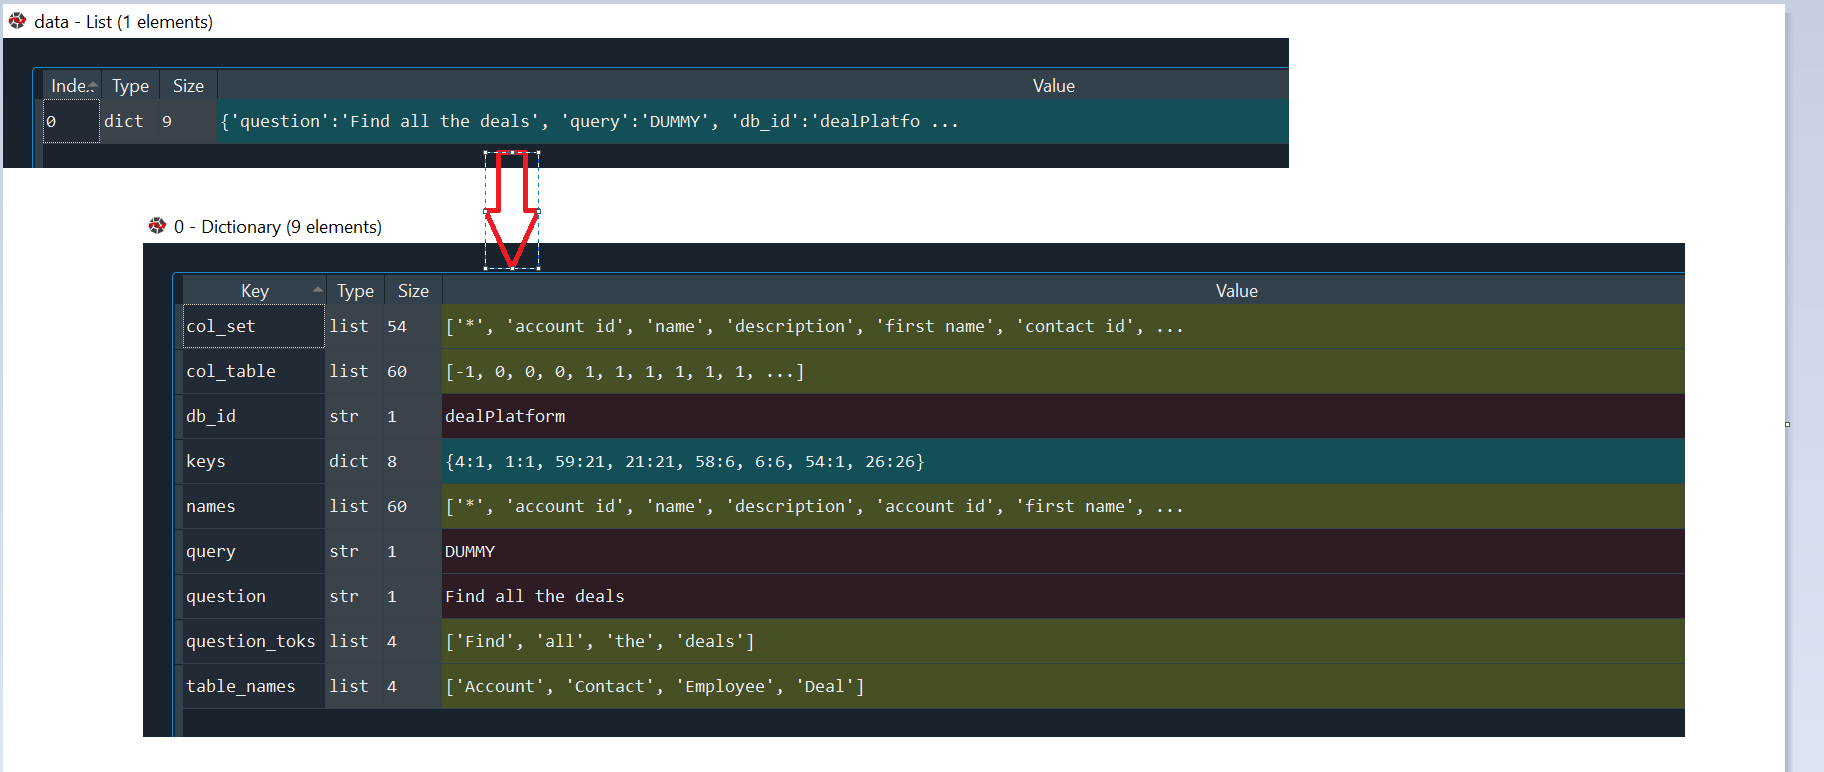 data - List (1 elements)
Index Type Size Value
0 dict 9 {'question':'Find all the deals', 'query':'DUMMY', 'db_id':'dealPlatfo ...
0 - Dictionary (9 elements)
Key Type Size Value
col_set list 54 ['*', 'account id', 'name', 'description', 'first name', 'contact id', ...
col_table list 60 [-1, 0, 0, 0, 1, 1, 1, 1, 1, 1, ...]
db_id str 1 dealPlatform
keys dict 8 {4:1, 1:1, 59:21, 21:21, 58:6, 6:6, 54:1, 26:26}
names list 60 ['*', 'account id', 'name', 'description', 'account id', 'first name', ...
query str 1 DUMMY
question str 1 Find all the deals
question_toks list 4 ['Find', 'all', 'the', 'deals']
table_names list 4 ['Account', 'Contact', 'Employee', 'Deal']